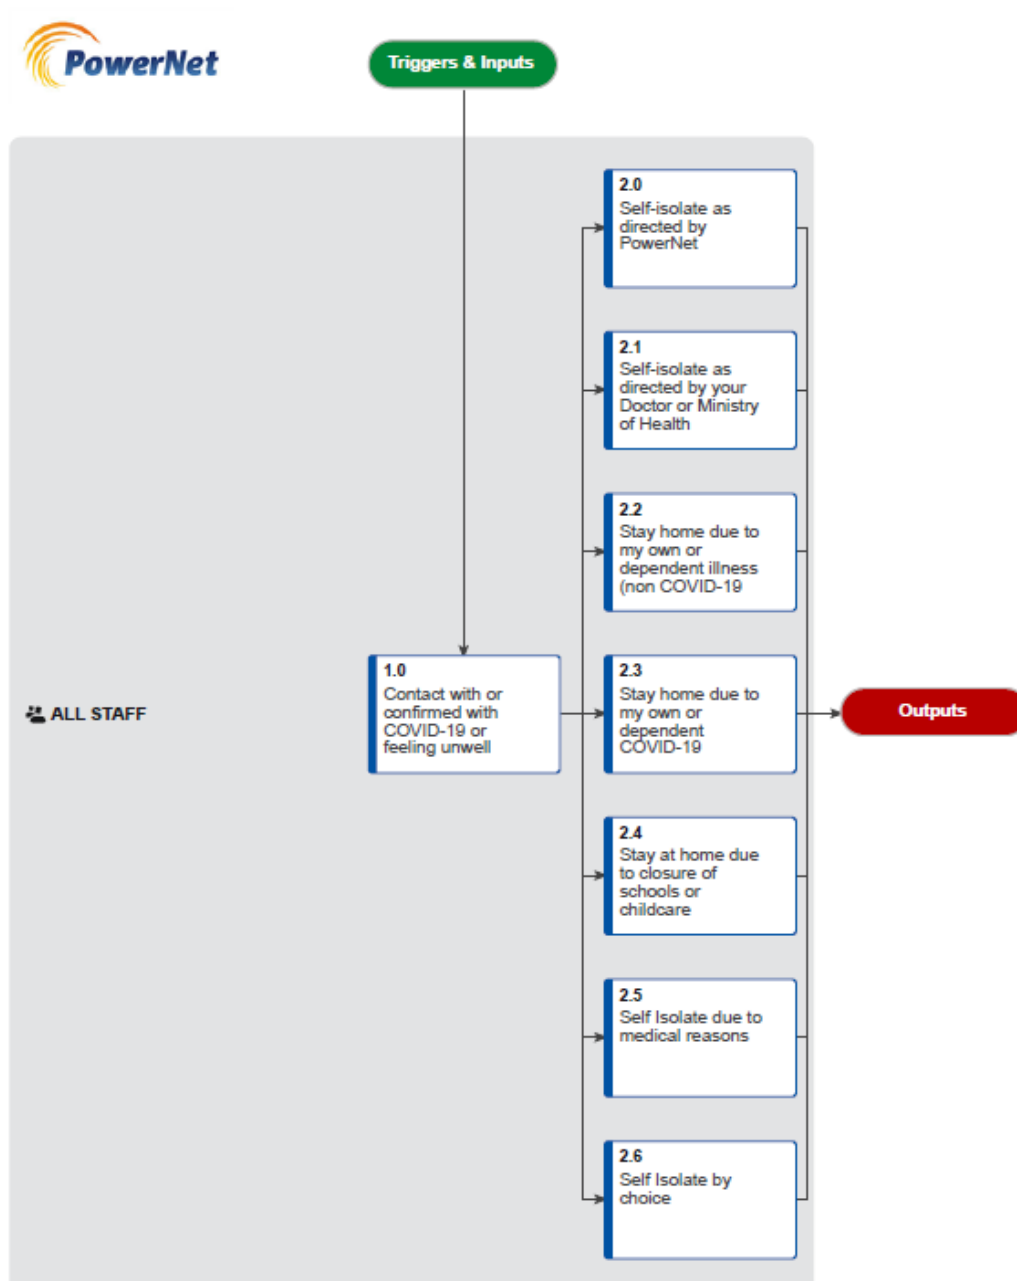 PowerNet
Triggers & Inputs
2.0
Self-isolate as
directed by
PowerNet
2.1
Self-isolate as
directed by your
Doctor or Ministry
of Health
2.2
Stay home due to
my own or
dependent illness
(non COVID-19
ALL STAFF
1.0
Contact with or
confirmed with
COVID-19 or
feeling unwell
2.3
Stay home due to
my own or
dependent
COVID-19
Outputs
2.4
Stay at home due
to closure of
schools or
childcare
2.5
Self Isolate due to
medical reasons
2.6
Self Isolate by
choice